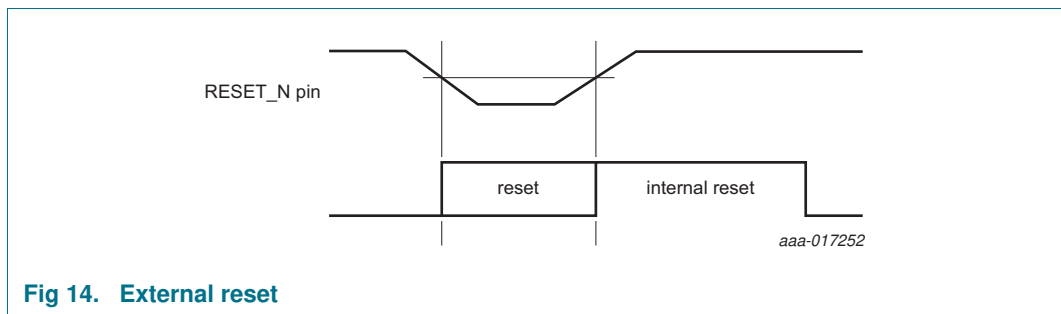 RESET_N pin
reset
internal reset
aaa-017252
Fig 14. External reset